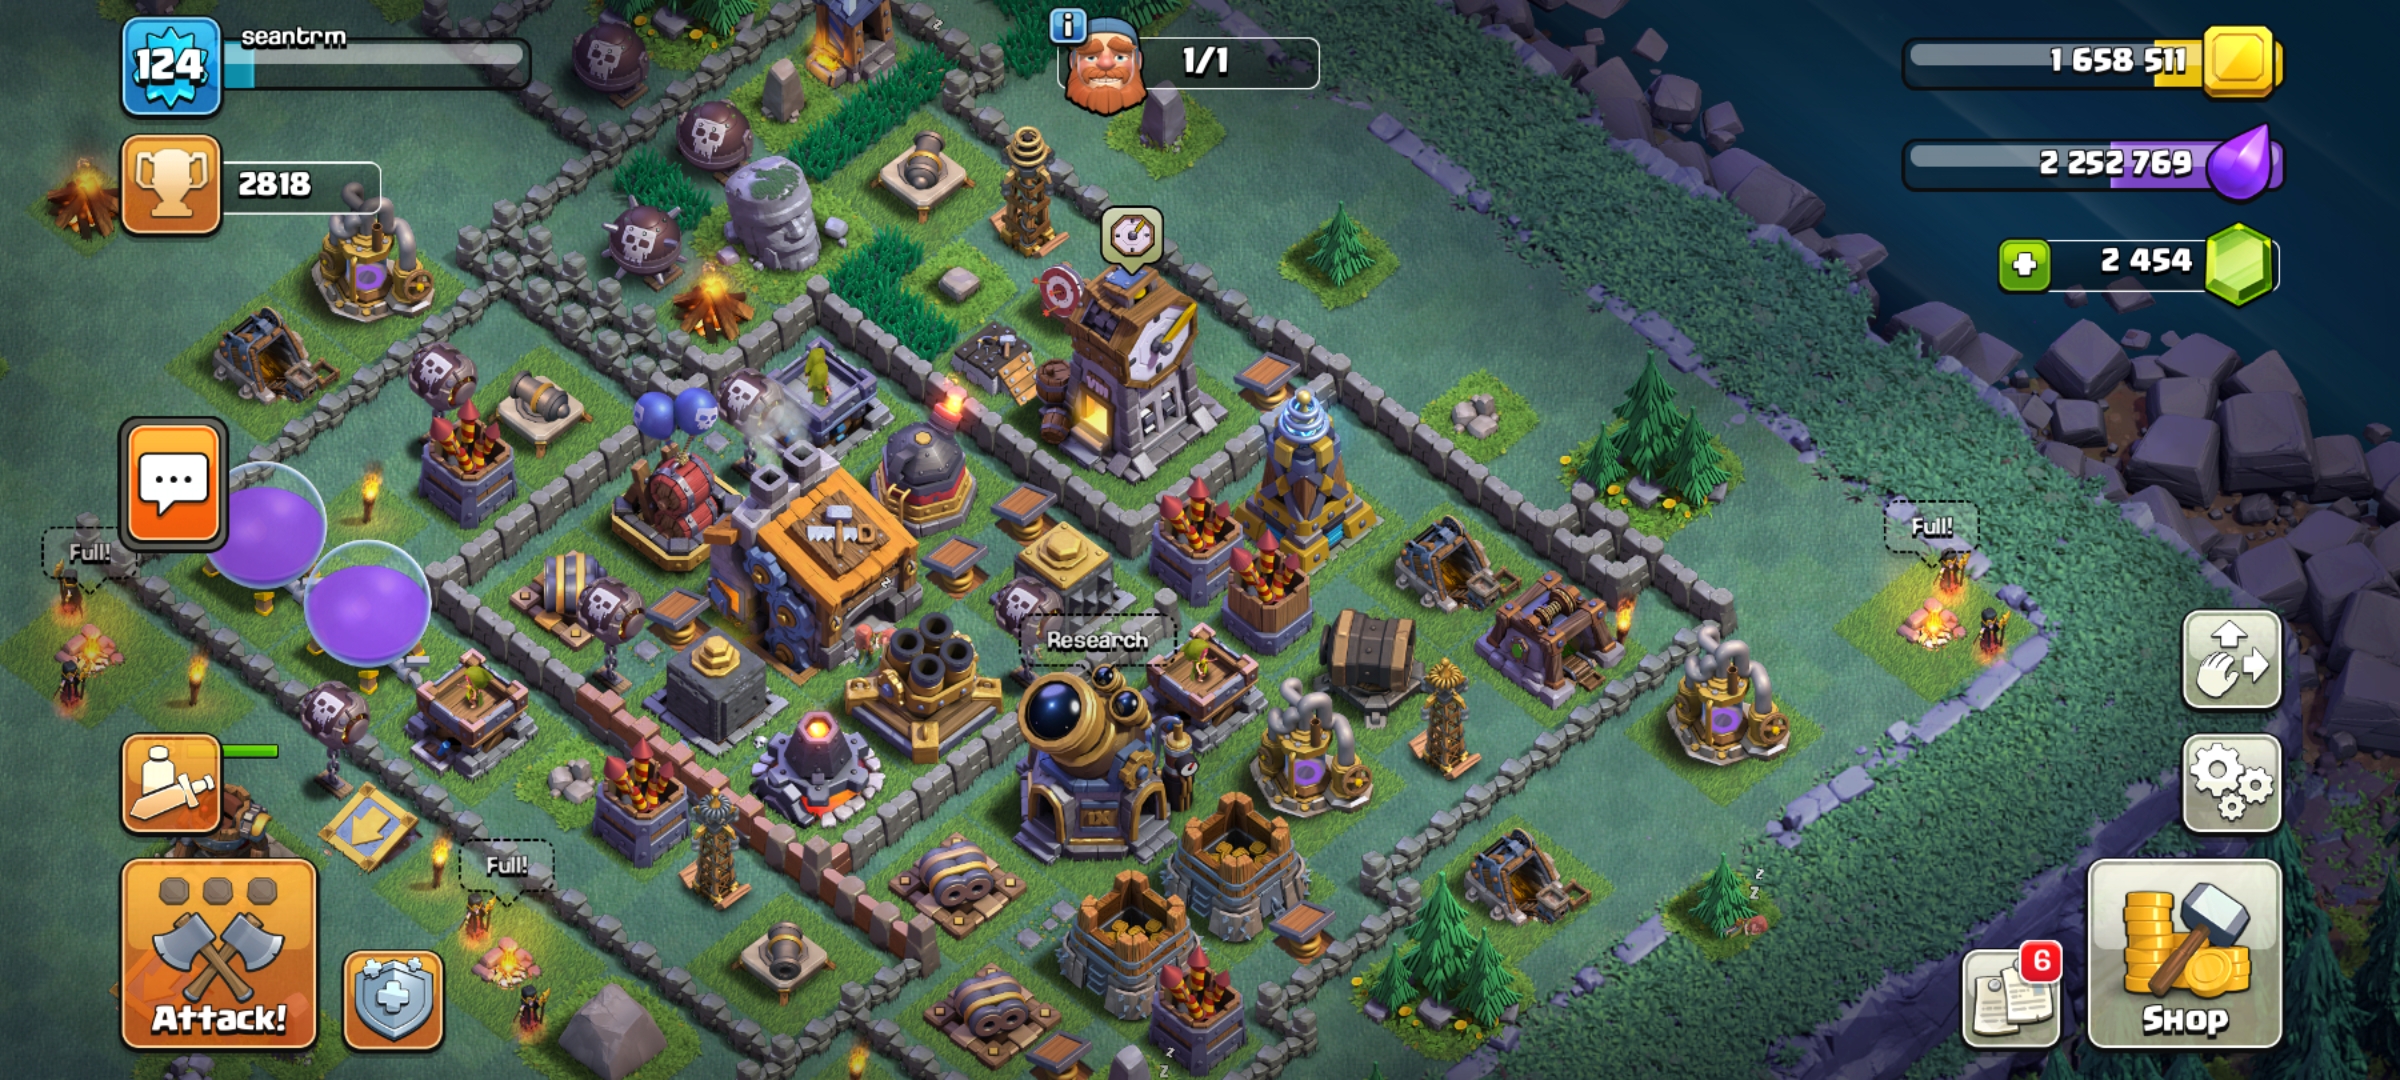 124
seantrm
1/1
1 658 511
2818
2 252 769
2 454
Full!
Full!
Research
Full!
Attack!
6
Shop